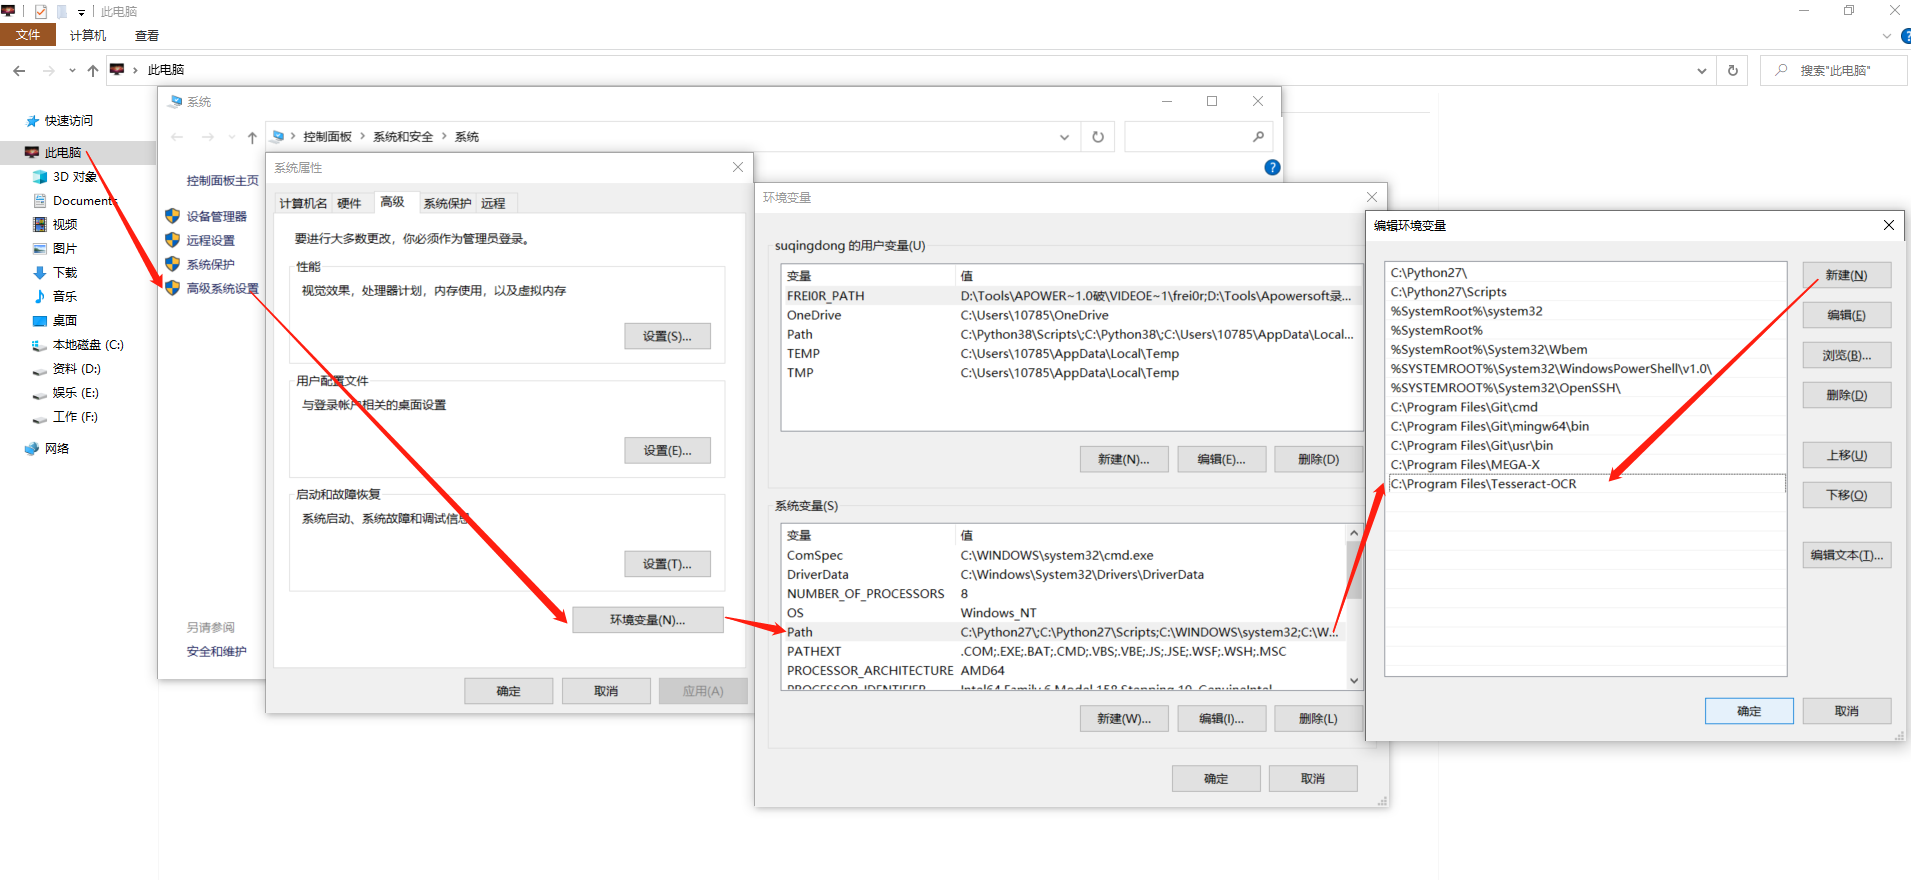 此电脑
文件
计算机
查看
此电脑
搜索"此电脑"
快速访问
此电脑
3D 对象
Documents
视频
图片
下载
音乐
桌面
本地磁盘 (C:)
资料 (D:)
娱乐 (E:)
工作 (F:)
网络
系统
控制面板 › 系统和安全 › 系统
控制面板主页
设备管理器
远程设置
系统保护
高级系统设置
另请参阅
安全和维护
系统属性
计算机名
硬件
高级
系统保护
远程
要进行大多数更改，你必须作为管理员登录。
性能
视觉效果，处理器计划，内存使用，以及虚拟内存
设置(S)...
用户配置文件
与登录帐户相关的桌面设置
设置(E)...
启动和故障恢复
系统启动、系统故障和调试信息
设置(T)...
环境变量(N)...
确定
取消
应用(A)
环境变量
suqingdong 的用户变量(U)
变量 值
FREI0R_PATH D:\Tools\APOWER~1.0破\VIDEOE~1\frei0r;D:\Tools\Apowersoft录...
OneDrive C:\Users\10785\OneDrive
Path C:\Python38\Scripts\;C:\Python38\;C:\Users\10785\AppData\Local...
TEMP C:\Users\10785\AppData\Local\Temp
TMP C:\Users\10785\AppData\Local\Temp
新建(N)...
编辑(E)...
删除(D)
系统变量(S)
变量 值
ComSpec C:\WINDOWS\system32\cmd.exe
DriverData C:\Windows\System32\Drivers\DriverData
NUMBER_OF_PROCESSORS 8
OS Windows_NT
Path C:\Python27\;C:\Python27\Scripts;C:\WINDOWS\system32;C:\W...
PATHEXT .COM;.EXE;.BAT;.CMD;.VBS;.VBE;.JS;.JSE;.WSF;.WSH;.MSC
PROCESSOR_ARCHITECTURE AMD64
PROCESSOR_IDENTIFIER Intel64 Family 6 Model 158 Stepping 10, GenuineIntel
新建(W)...
编辑(I)...
删除(L)
确定
取消
编辑环境变量
C:\Python27\
C:\Python27\Scripts
%SystemRoot%\system32
%SystemRoot%
%SystemRoot%\System32\Wbem
%SYSTEMROOT%\System32\WindowsPowerShell\v1.0\
%SYSTEMROOT%\System32\OpenSSH\
C:\Program Files\Git\cmd
C:\Program Files\Git\mingw64\bin
C:\Program Files\Git\usr\bin
C:\Program Files\MEGA-X
C:\Program Files\Tesseract-OCR
新建(N)
编辑(E)
浏览(B)...
删除(D)
上移(U)
下移(O)
编辑文本(T)...
确定
取消